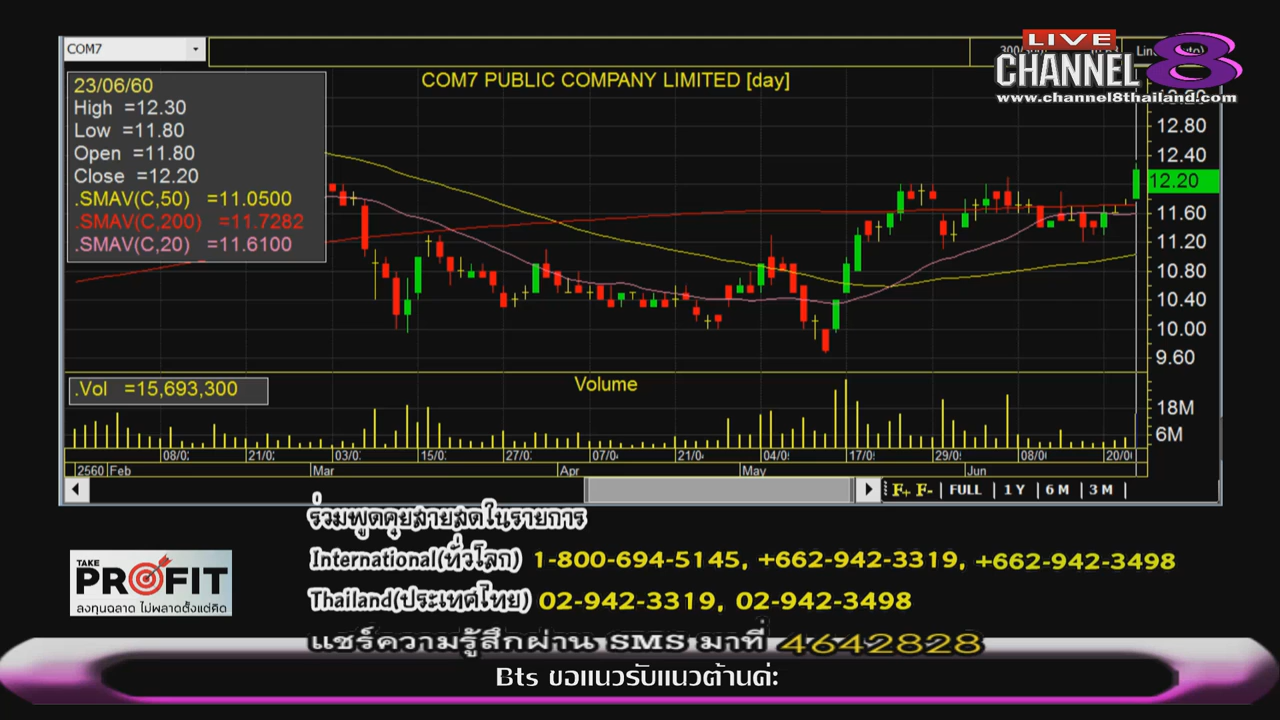 COM7
LIVE
CHANNEL 8
www.channel8thailand.com
COM7 PUBLIC COMPANY LIMITED [day]
23/06/60
High =12.30
Low =11.80
Open =11.80
Close =12.20
.SMAV(C,50) =11.0500
.SMAV(C,200) =11.7282
.SMAV(C,20) =11.6100
12.80
12.40
12.20
11.60
11.20
10.80
10.40
10.00
9.60
.Vol =15,693,300
Volume
18M
6M
08/0 21/0 03/0 15/0 27/0 07/0 21/0 04/0 17/0 29/0 08/0 20/0
2560 Feb Mar Apr May Jun
F+ F- | FULL | 1 Y | 6 M | 3 M |
ร่วมพูดคุยสายสดในรายการ
International(ทั่วโลก) 1-800-694-5145, +662-942-3319, +662-942-3498
TAKE
PROFIT
ลงทุนฉลาด ไม่พลาดตั้งแต่คิด
Thailand(ประเทศไทย) 02-942-3319, 02-942-3498
แชร์ความรู้สึกผ่าน SMS มาที่ 4642828
Bts ขอแนวรับแนวต้านค่ะ